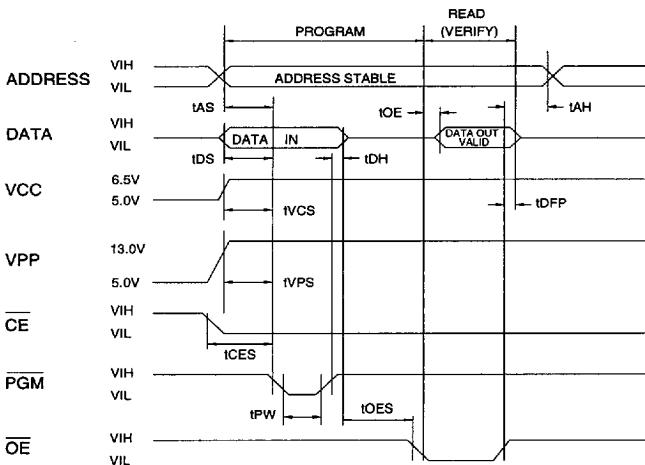 READ
PROGRAM (VERIFY)
ADDRESS VIH VIL ADDRESS STABLE
tAS tOE tAH
DATA VIH VIL DATA IN DATA OUT VALID
tDS tDH
VCC 6.5V 5.0V
tVCS tDFP
VPP 13.0V 5.0V
tVPS
CE VIH VIL
tCES
PGM VIH VIL
tPW tOES
OE VIH VIL